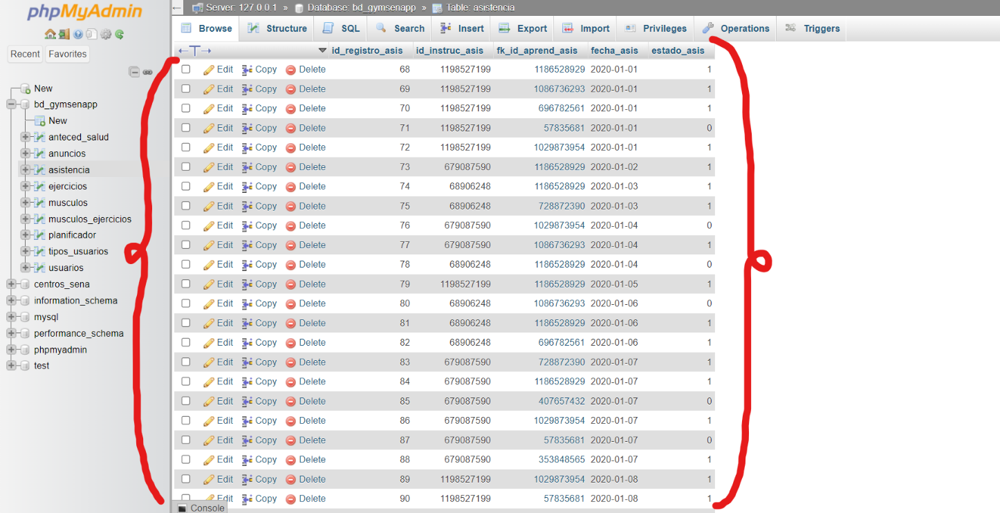 phpMyAdmin
Recent Favorites
New
bd_gymsenapp
New
anteced_salud
anuncios
asistencia
ejercicios
musculos
musculos_ejercicios
planificador
tipos_usuarios
usuarios
centros_sena
information_schema
mysql
performance_schema
phpmyadmin
test
Server: 127.0.0.1 » Database: bd_gymsenapp » Table: asistencia
Browse Structure SQL Search Insert Export Import Privileges Operations Triggers
←T→ id_registro_asis id_instruc_asis fk_id_aprend_asis fecha_asis estado_asis
Edit Copy Delete 68 1198527199 1186528929 2020-01-01 1
Edit Copy Delete 69 1198527199 1086736293 2020-01-01 1
Edit Copy Delete 70 1198527199 696782561 2020-01-01 1
Edit Copy Delete 71 1198527199 57835681 2020-01-01 0
Edit Copy Delete 72 1198527199 1029873954 2020-01-01 1
Edit Copy Delete 73 679087590 1186528929 2020-01-02 1
Edit Copy Delete 74 68906248 1186528929 2020-01-03 1
Edit Copy Delete 75 68906248 728872390 2020-01-03 1
Edit Copy Delete 76 679087590 1029873954 2020-01-04 0
Edit Copy Delete 77 679087590 1086736293 2020-01-04 1
Edit Copy Delete 78 68906248 1186528929 2020-01-04 0
Edit Copy Delete 79 1198527199 1186528929 2020-01-05 1
Edit Copy Delete 80 68906248 1086736293 2020-01-06 0
Edit Copy Delete 81 68906248 1186528929 2020-01-06 1
Edit Copy Delete 82 68906248 696782561 2020-01-06 1
Edit Copy Delete 83 679087590 728872390 2020-01-07 1
Edit Copy Delete 84 679087590 1186528929 2020-01-07 1
Edit Copy Delete 85 679087590 407657432 2020-01-07 0
Edit Copy Delete 86 679087590 1029873954 2020-01-07 1
Edit Copy Delete 87 679087590 57835681 2020-01-07 0
Edit Copy Delete 88 679087590 353848565 2020-01-07 1
Edit Copy Delete 89 1198527199 1029873954 2020-01-08 1
Edit Copy Delete 90 1198527199 57835681 2020-01-08 1
Console